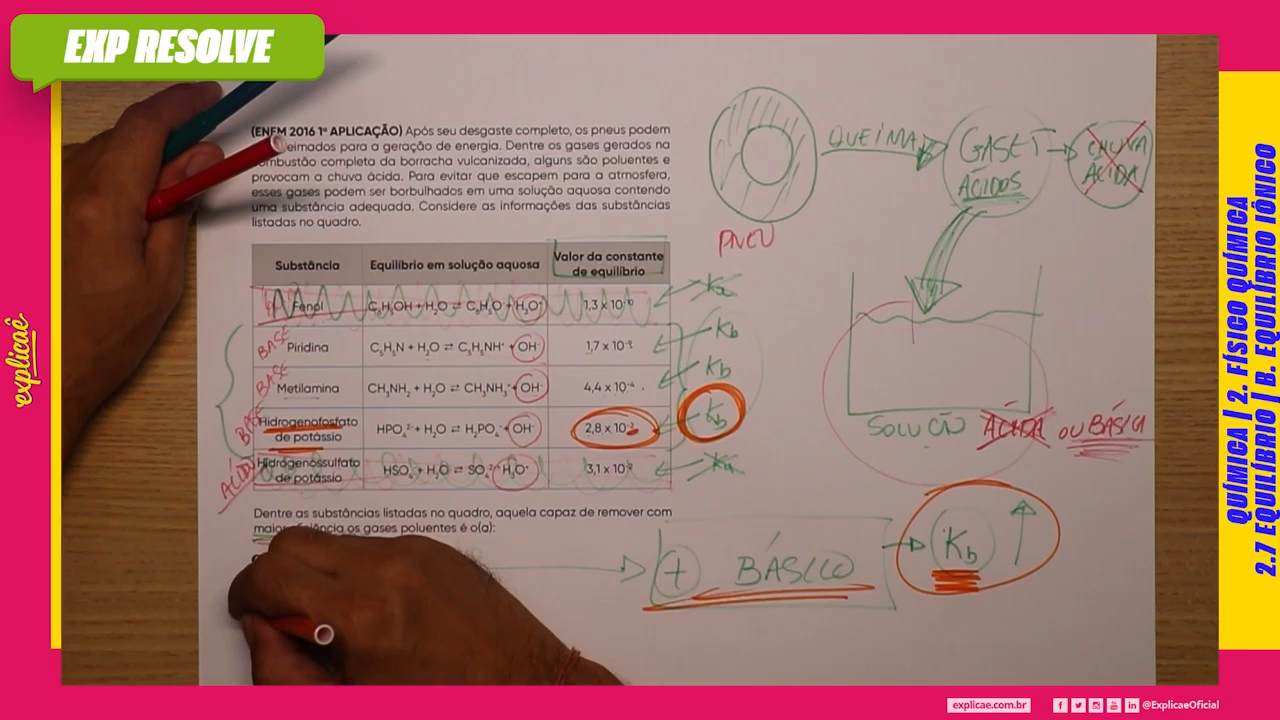 EXP RESOLVE
(ENEM 2016 1ª APLICAÇÃO) Após seu desgaste completo, os pneus podem
eimados para a geração de energia. Dentre os gases gerados na
combustão completa da borracha vulcanizada, alguns são poluentes e
provocam a chuva ácida. Para evitar que escapem para a atmosfera,
esses gases podem ser borbulhados em uma solução aquosa contendo
uma substância adequada. Considere as informações das substâncias
listadas no quadro.
Substância Equilíbrio em solução aquosa Valor da constante
de equilíbrio
Fenol C₆H₅OH + H₂O ⇌ C₆H₅O⁻ + H₃O⁺ 1,3 x 10⁻¹⁰ Ka
BASE Piridina C₅H₅N + H₂O ⇌ C₅H₅NH⁺ + OH⁻ 1,7 x 10⁻⁹ Kb
BASE Metilamina CH₃NH₂ + H₂O ⇌ CH₃NH₃⁺ + OH⁻ 4,4 x 10⁻⁴ Kb
BASE Hidrogenofosfato
de potássio HPO₄²⁻ + H₂O ⇌ H₂PO₄⁻ + OH⁻ 2,8 x 10⁻² Kb
ÁCIDO Hidrogenossulfato
de potássio HSO₄⁻ + H₂O ⇌ SO₄²⁻ + H₃O⁺ 3,1 x 10⁻² Ka
Dentre as substâncias listadas no quadro, aquela capaz de remover com
maior eficiência os gases poluentes é o(a):
PNEU
QUEIMA
GASES
ÁCIDOS
CHUVA
ÁCIDA
SOLUÇÃO ÁCIDA OU BÁSICA
+ BÁSICO
Kb ↑
explicaê
QUÍMICA | 2. FÍSICO QUÍMICA
2.7 EQUILÍBRIO | B. EQUILÍBRIO IÔNICO
explicae.com.br @ExplicaeOficial